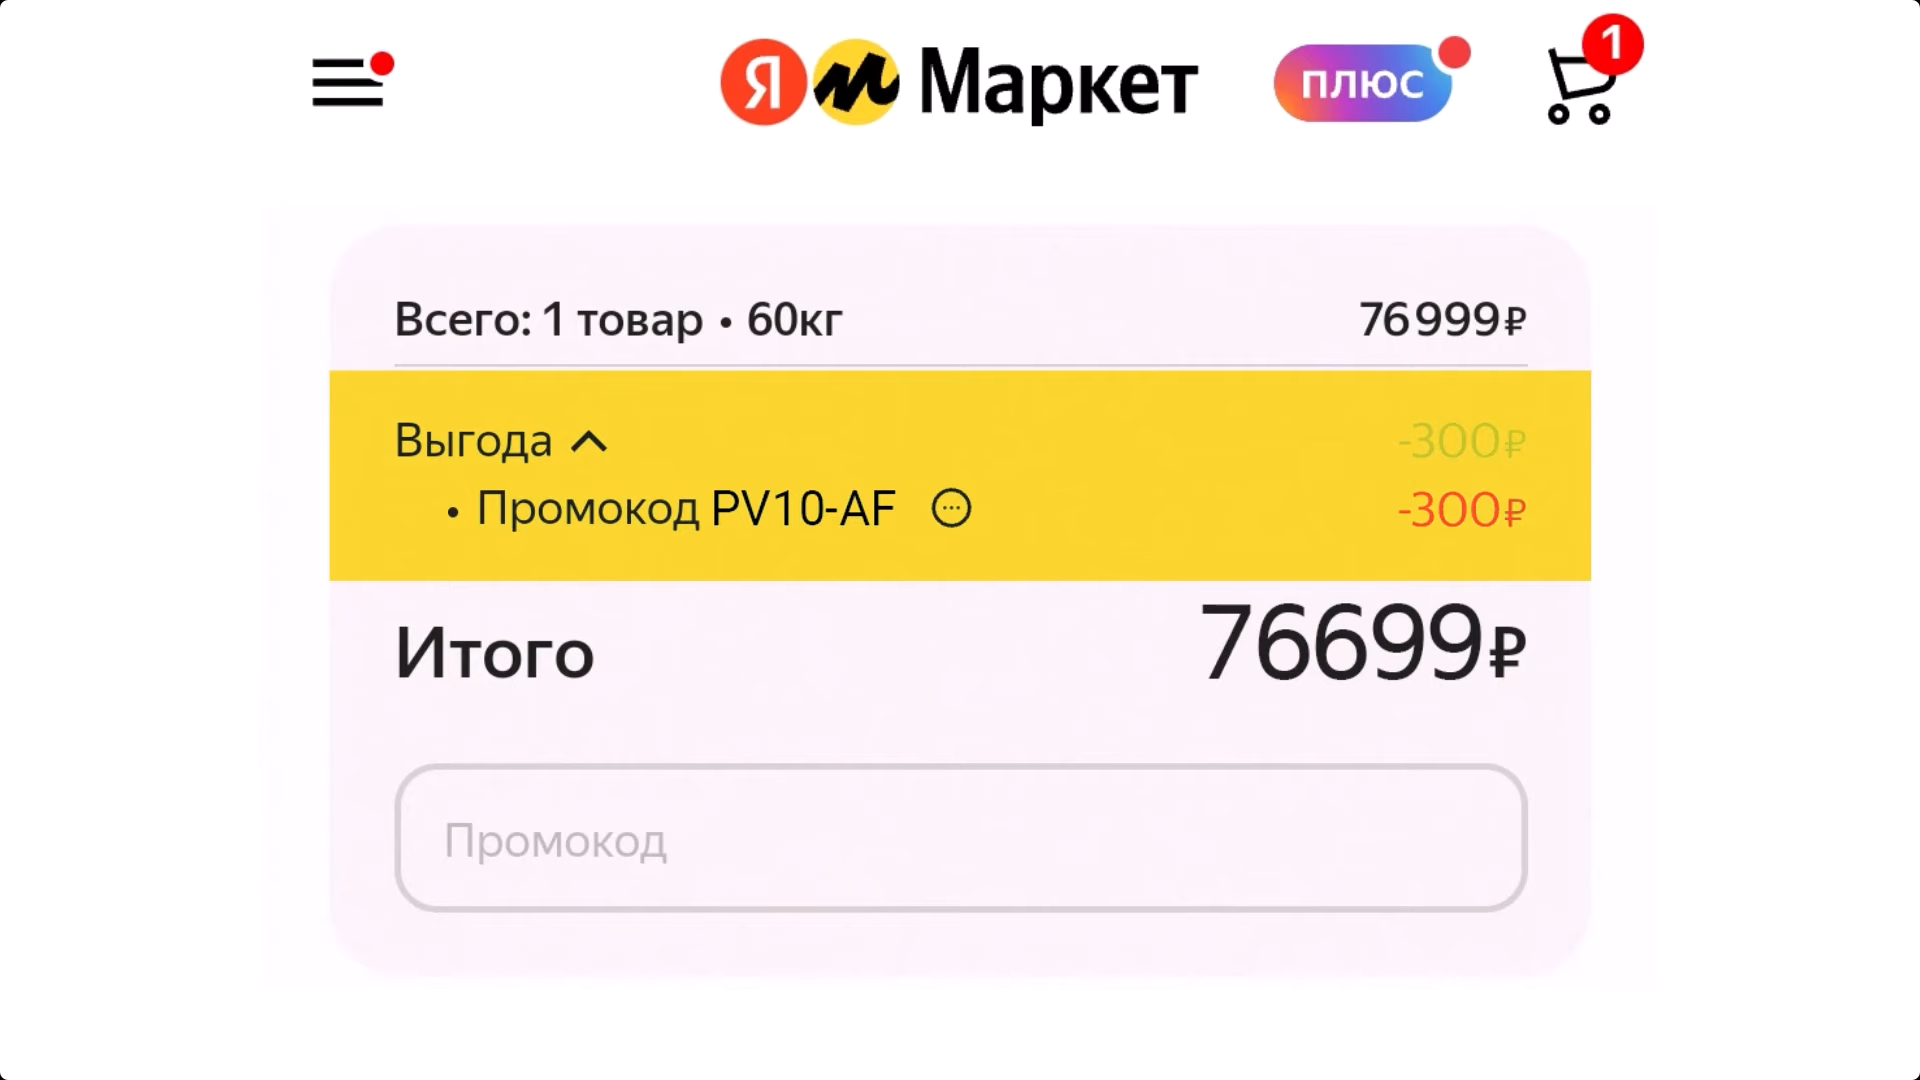 Я м Маркет плюс 1
Всего: 1 товар • 60кг 76 999₽
Выгода -300₽
• Промокод PV10-AF -300₽
Итого 76699₽
Промокод